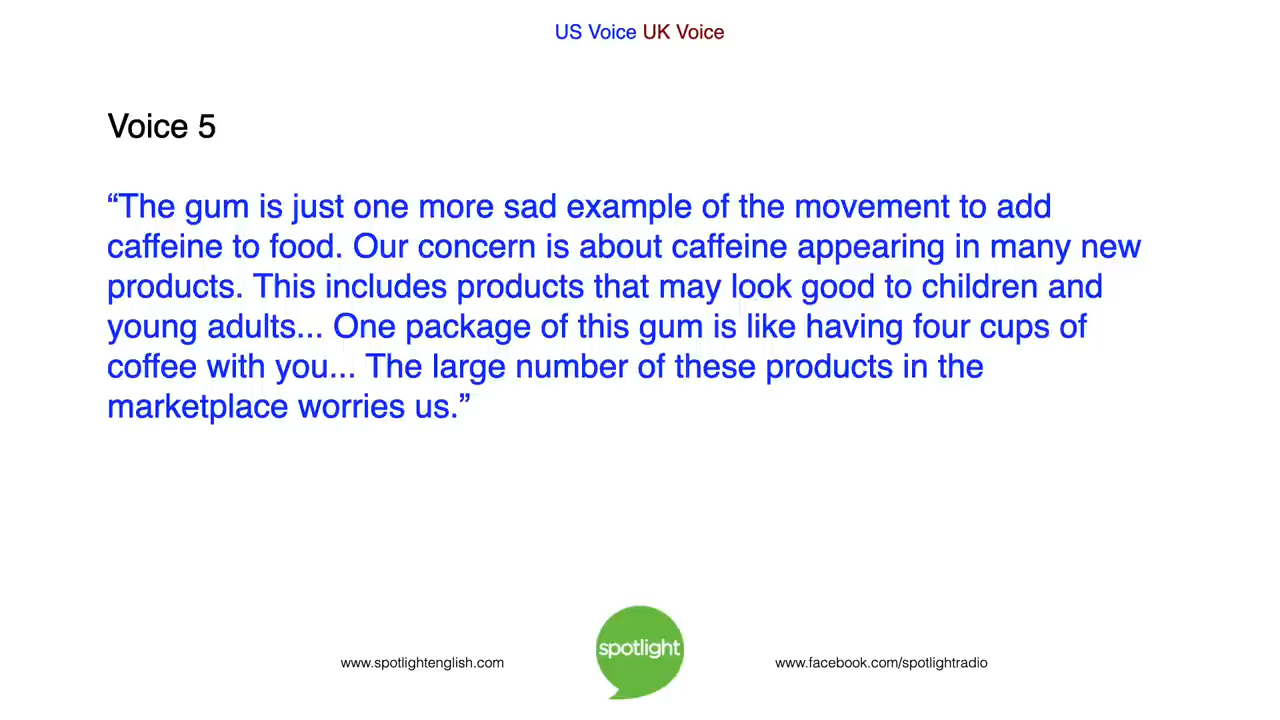 US Voice UK Voice
Voice 5
“The gum is just one more sad example of the movement to add
caffeine to food. Our concern is about caffeine appearing in many new
products. This includes products that may look good to children and
young adults... One package of this gum is like having four cups of
coffee with you... The large number of these products in the
marketplace worries us.”
spotlight
www.spotlightenglish.com
www.facebook.com/spotlightradio